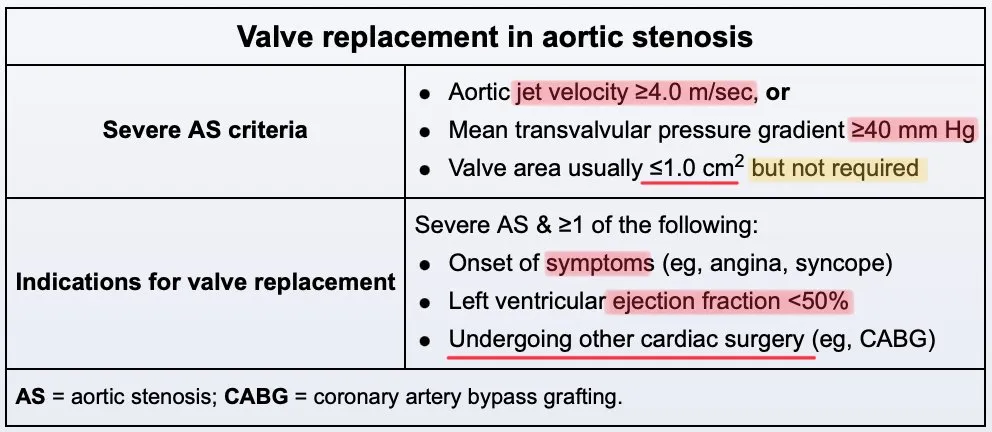 Valve replacement in aortic stenosis
Severe AS criteria
● Aortic jet velocity ≥4.0 m/sec, or
● Mean transvalvular pressure gradient ≥40 mm Hg
● Valve area usually ≤1.0 cm² but not required
Indications for valve replacement
Severe AS & ≥1 of the following:
● Onset of symptoms (eg, angina, syncope)
● Left ventricular ejection fraction <50%
● Undergoing other cardiac surgery (eg, CABG)
AS = aortic stenosis; CABG = coronary artery bypass grafting.